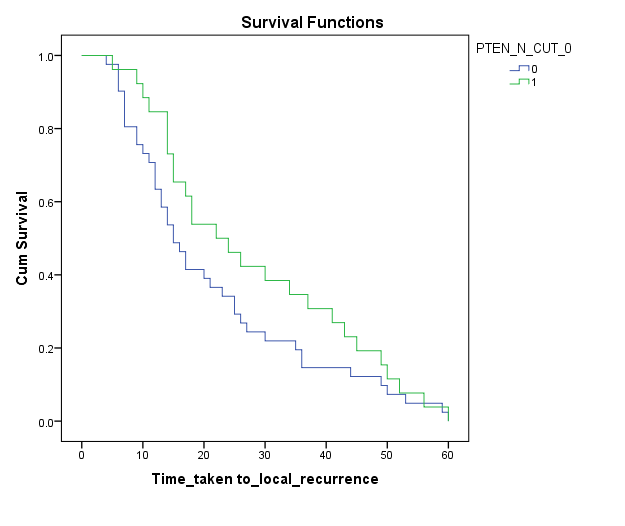 Survival Functions
PTEN_N_CUT_0
0
1
Cum Survival
1.0
0.8
0.6
0.4
0.2
0.0
0 10 20 30 40 50 60
Time_taken to_local_recurrence